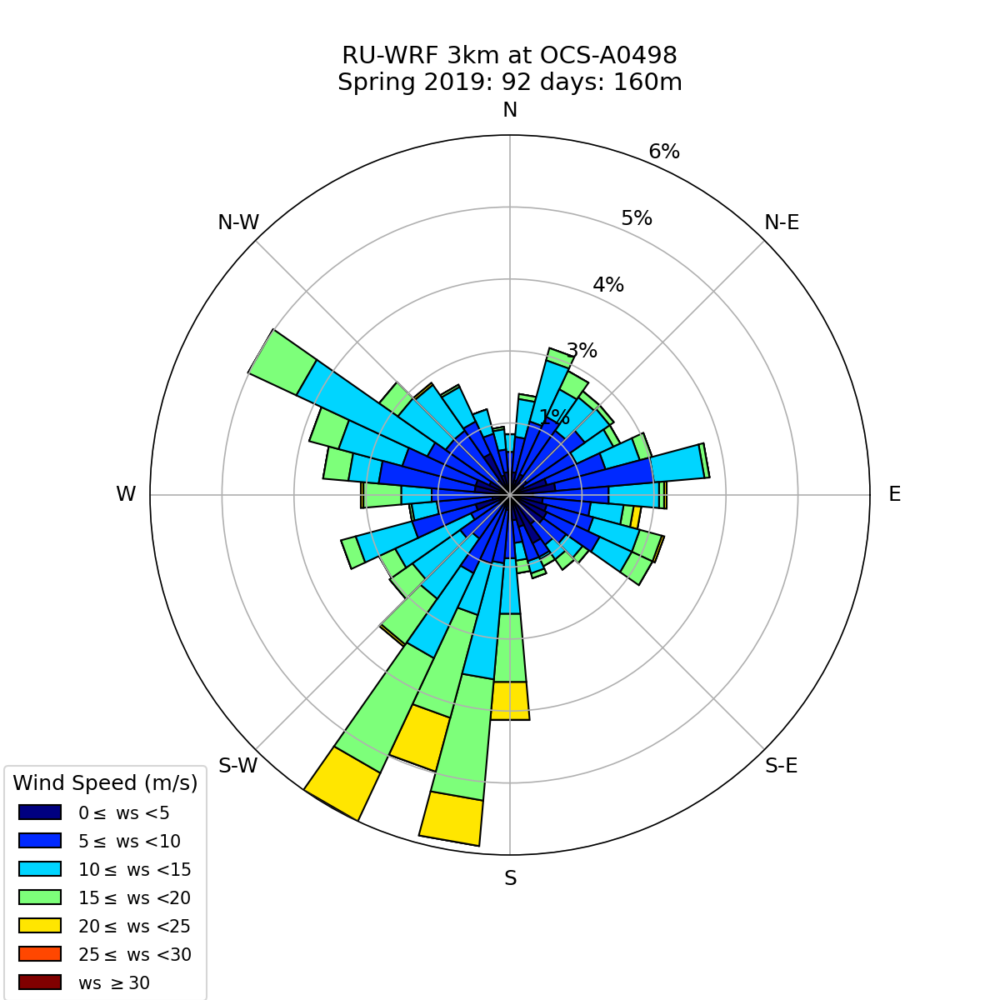 RU-WRF 3km at OCS-A0498
Spring 2019: 92 days: 160m
N
6%
N-W
5%
N-E
4%
3%
1%
W
E
S-W
S-E
S
Wind Speed (m/s)
0≤ ws <5
5≤ ws <10
10≤ ws <15
15≤ ws <20
20≤ ws <25
25≤ ws <30
ws ≥30